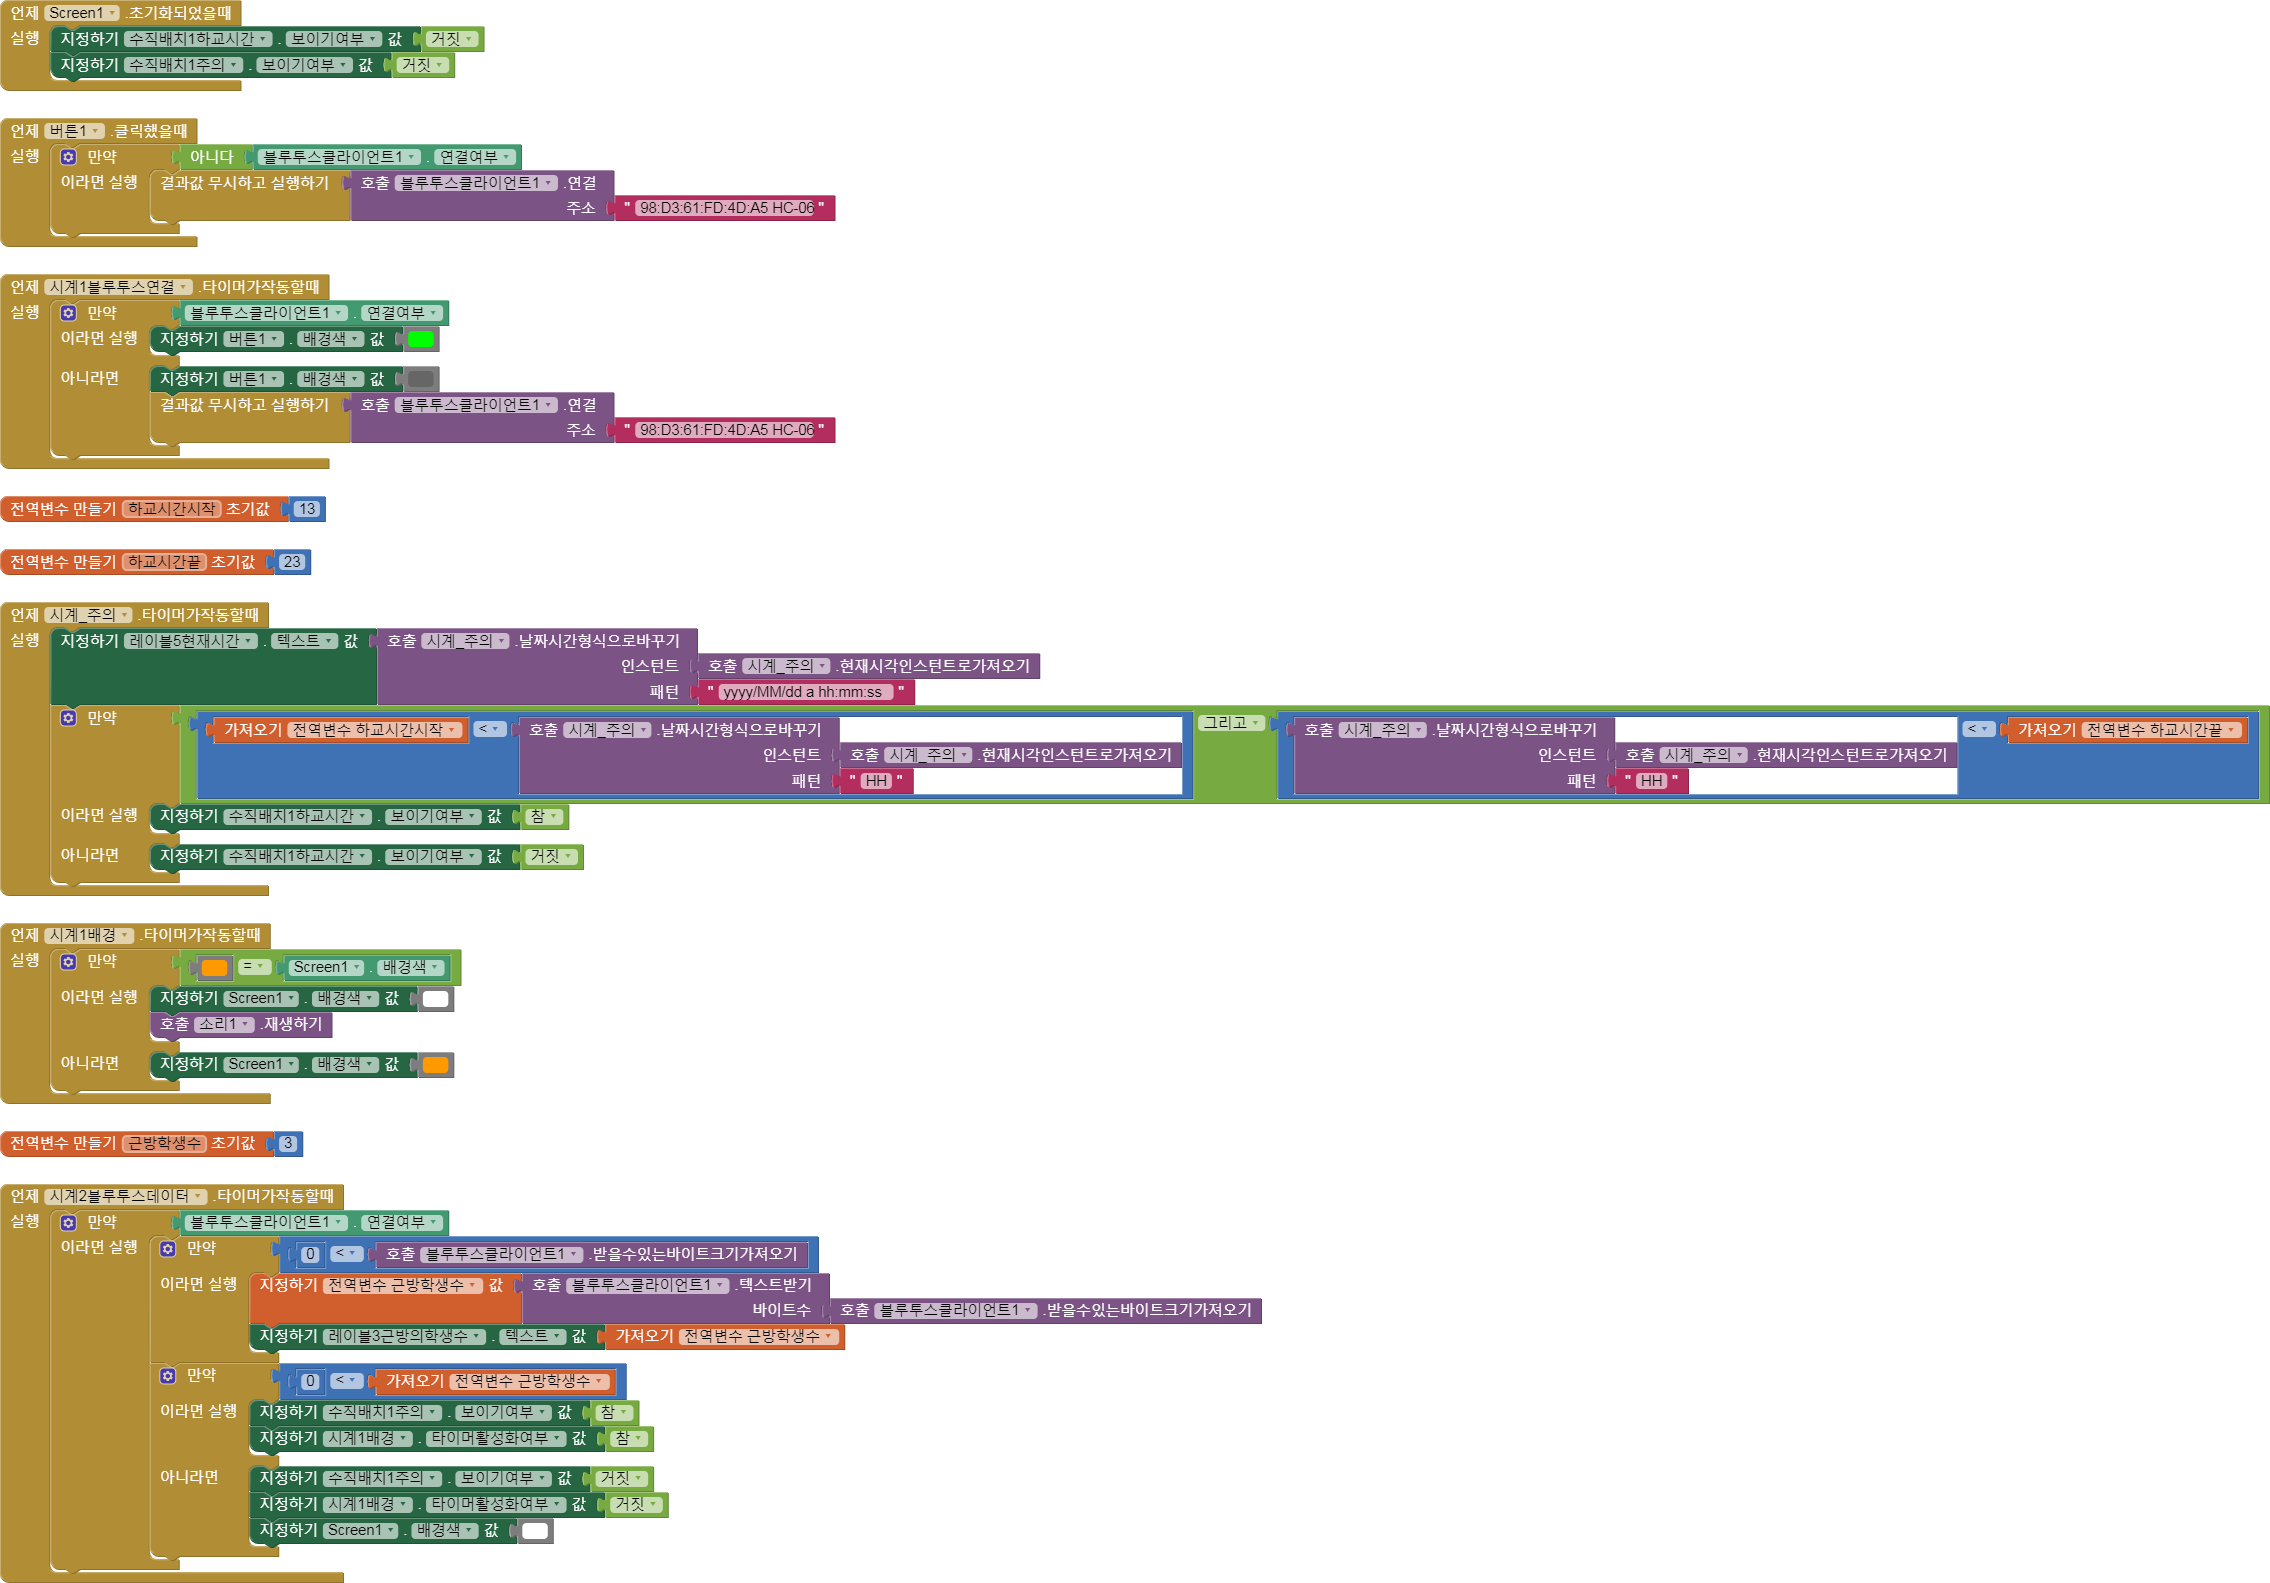 언제 Screen1 .초기화되었을때
실행 지정하기 수직배치1하교시간 . 보이기여부 값 거짓
지정하기 수직배치1주의 . 보이기여부 값 거짓
언제 버튼1 .클릭했을때
실행 만약 아니다 블루투스클라이언트1 . 연결여부
이라면 실행 결과값 무시하고 실행하기 호출 블루투스클라이언트1 .연결
주소 " 98:D3:61:FD:4D:A5 HC-06 "
언제 시계1블루투스연결 .타이머가작동할때
실행 만약 블루투스클라이언트1 . 연결여부
이라면 실행 지정하기 버튼1 . 배경색 값
아니라면 지정하기 버튼1 . 배경색 값
결과값 무시하고 실행하기 호출 블루투스클라이언트1 .연결
주소 " 98:D3:61:FD:4D:A5 HC-06 "
전역변수 만들기 하교시간시작 초기값 13
전역변수 만들기 하교시간끝 초기값 23
언제 시계_주의 .타이머가작동할때
실행 지정하기 레이블5현재시간 . 텍스트 값 호출 시계_주의 .날짜시간형식으로바꾸기
인스턴트 호출 시계_주의 .현재시각인스턴트로가져오기
패턴 " yyyy/MM/dd a hh:mm:ss "
만약 가져오기 전역변수 하교시간시작 < 호출 시계_주의 .날짜시간형식으로바꾸기 그리고 호출 시계_주의 .날짜시간형식으로바꾸기 < 가져오기 전역변수 하교시간끝
인스턴트 호출 시계_주의 .현재시각인스턴트로가져오기 인스턴트 호출 시계_주의 .현재시각인스턴트로가져오기
패턴 " HH " 패턴 " HH "
이라면 실행 지정하기 수직배치1하교시간 . 보이기여부 값 참
아니라면 지정하기 수직배치1하교시간 . 보이기여부 값 거짓
언제 시계1배경 .타이머가작동할때
실행 만약 = Screen1 . 배경색
이라면 실행 지정하기 Screen1 . 배경색 값
호출 소리1 .재생하기
아니라면 지정하기 Screen1 . 배경색 값
전역변수 만들기 근방학생수 초기값 3
언제 시계2블루투스데이터 .타이머가작동할때
실행 만약 블루투스클라이언트1 . 연결여부
이라면 실행 만약 0 < 호출 블루투스클라이언트1 .받을수있는바이트크기가져오기
이라면 실행 지정하기 전역변수 근방학생수 값 호출 블루투스클라이언트1 .텍스트받기
바이트수 호출 블루투스클라이언트1 .받을수있는바이트크기가져오기
지정하기 레이블3근방의학생수 . 텍스트 값 가져오기 전역변수 근방학생수
만약 0 < 가져오기 전역변수 근방학생수
이라면 실행 지정하기 수직배치1주의 . 보이기여부 값 참
지정하기 시계1배경 . 타이머활성화여부 값 참
아니라면 지정하기 수직배치1주의 . 보이기여부 값 거짓
지정하기 시계1배경 . 타이머활성화여부 값 거짓
지정하기 Screen1 . 배경색 값